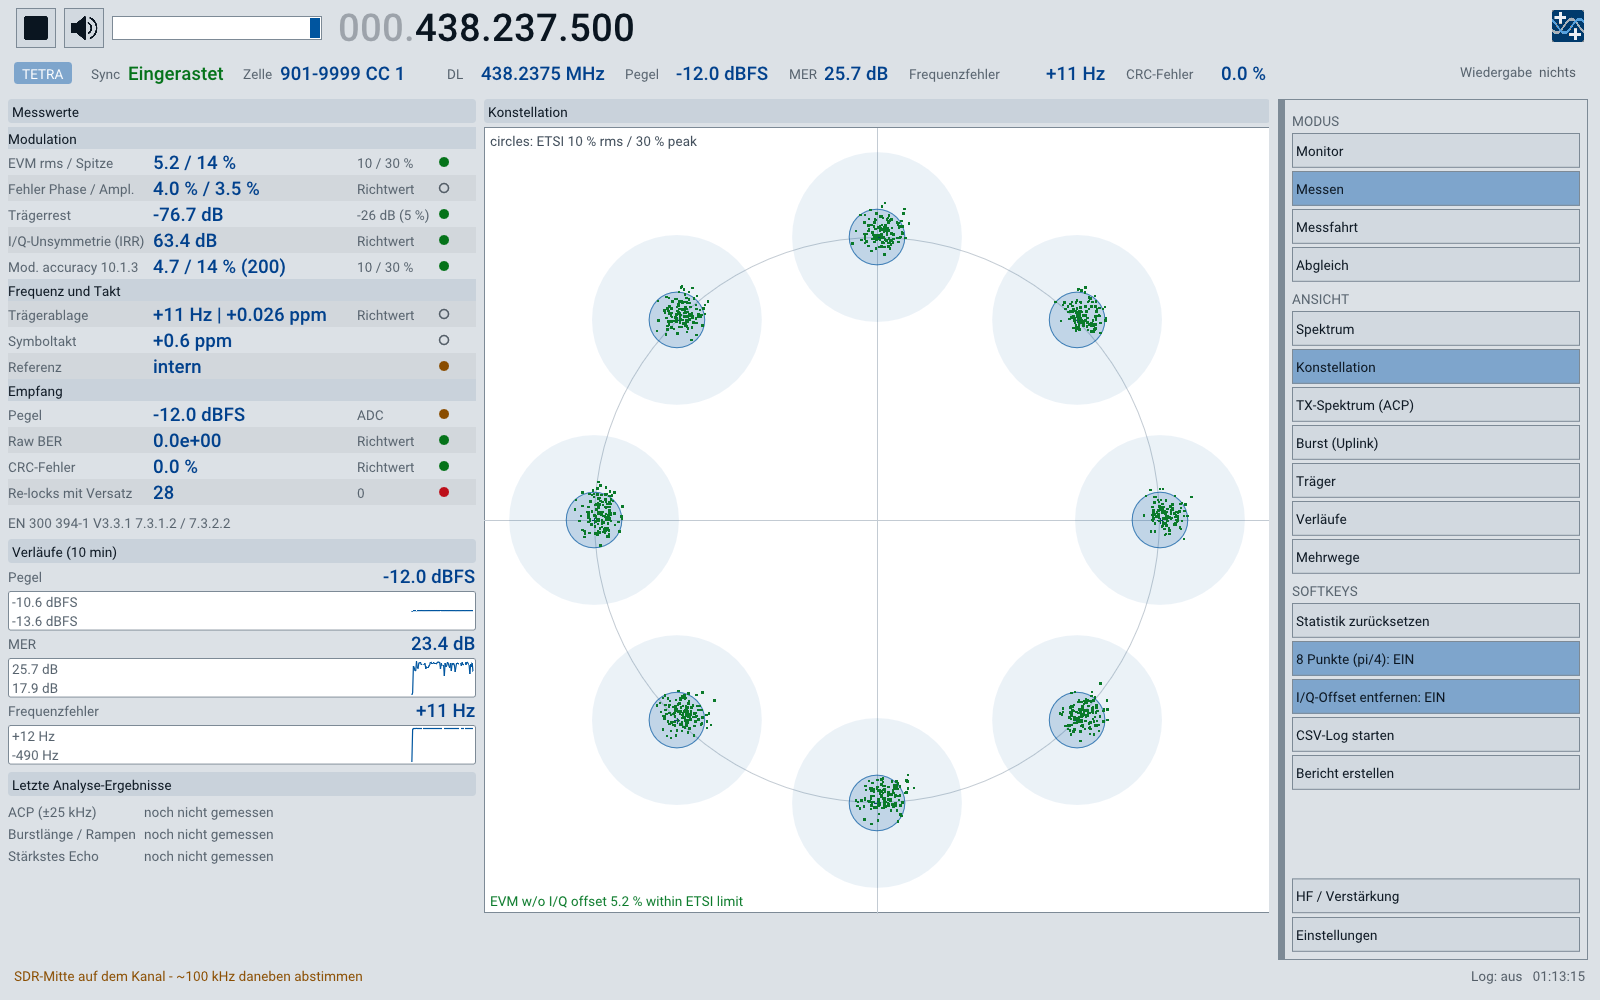 000.438.237.500
TETRA Sync Eingerastet Zelle 901-9999 CC 1 DL 438.2375 MHz Pegel -12.0 dBFS MER 25.7 dB Frequenzfehler +11 Hz CRC-Fehler 0.0 % Wiedergabe nichts
Messwerte
Modulation
EVM rms / Spitze 5.2 / 14 % 10 / 30 %
Fehler Phase / Ampl. 4.0 % / 3.5 % Richtwert
Trägerrest -76.7 dB -26 dB (5 %)
I/Q-Unsymmetrie (IRR) 63.4 dB Richtwert
Mod. accuracy 10.1.3 4.7 / 14 % (200) 10 / 30 %
Frequenz und Takt
Trägerablage +11 Hz | +0.026 ppm Richtwert
Symboltakt +0.6 ppm
Referenz intern
Empfang
Pegel -12.0 dBFS ADC
Raw BER 0.0e+00 Richtwert
CRC-Fehler 0.0 % Richtwert
Re-locks mit Versatz 28 0
EN 300 394-1 V3.3.1 7.3.1.2 / 7.3.2.2
Verläufe (10 min)
Pegel -12.0 dBFS
-10.6 dBFS
-13.6 dBFS
MER 23.4 dB
25.7 dB
17.9 dB
Frequenzfehler +11 Hz
+12 Hz
-490 Hz
Letzte Analyse-Ergebnisse
ACP (±25 kHz) noch nicht gemessen
Burstlänge / Rampen noch nicht gemessen
Stärkstes Echo noch nicht gemessen
Konstellation
circles: ETSI 10 % rms / 30 % peak
EVM w/o I/Q offset 5.2 % within ETSI limit
MODUS
Monitor
Messen
Messfahrt
Abgleich
ANSICHT
Spektrum
Konstellation
TX-Spektrum (ACP)
Burst (Uplink)
Träger
Verläufe
Mehrwege
SOFTKEYS
Statistik zurücksetzen
8 Punkte (pi/4): EIN
I/Q-Offset entfernen: EIN
CSV-Log starten
Bericht erstellen
HF / Verstärkung
Einstellungen
SDR-Mitte auf dem Kanal - ~100 kHz daneben abstimmen
Log: aus 01:13:15